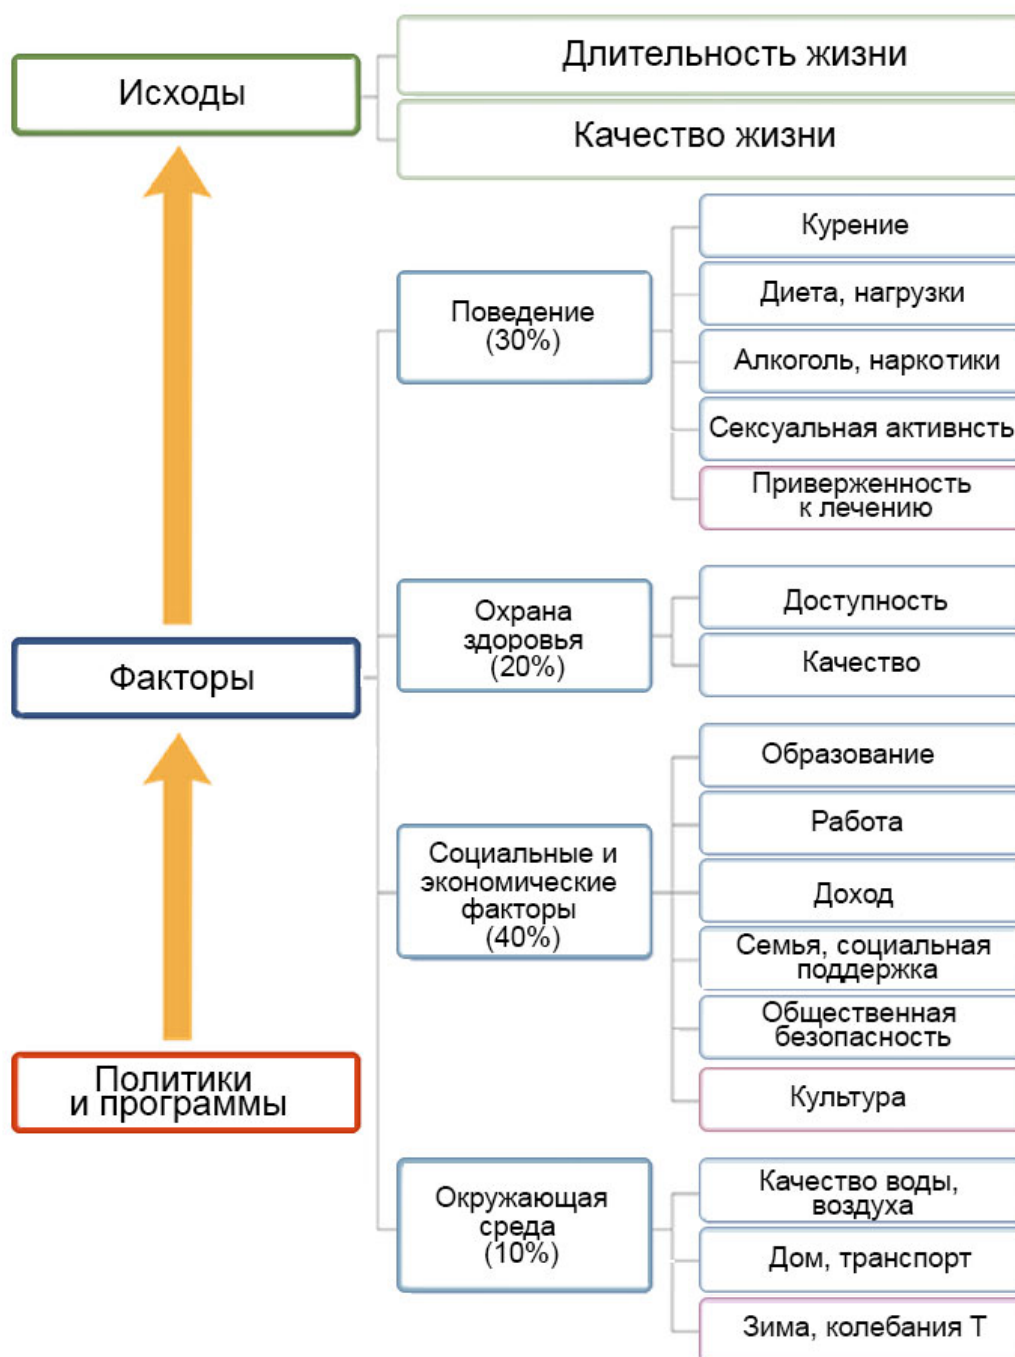 Исходы
Длительность жизни
Качество жизни
Курение
Поведение
(30%)
Диета, нагрузки
Алкоголь, наркотики
Сексуальная активнсть
Приверженность
к лечению
Факторы
Охрана
здоровья
(20%)
Доступность
Качество
Образование
Работа
Социальные и
экономические
факторы
(40%)
Доход
Семья, социальная
поддержка
Общественная
безопасность
Культура
Политики
и программы
Окружающая
среда
(10%)
Качество воды,
воздуха
Дом, транспорт
Зима, колебания Т